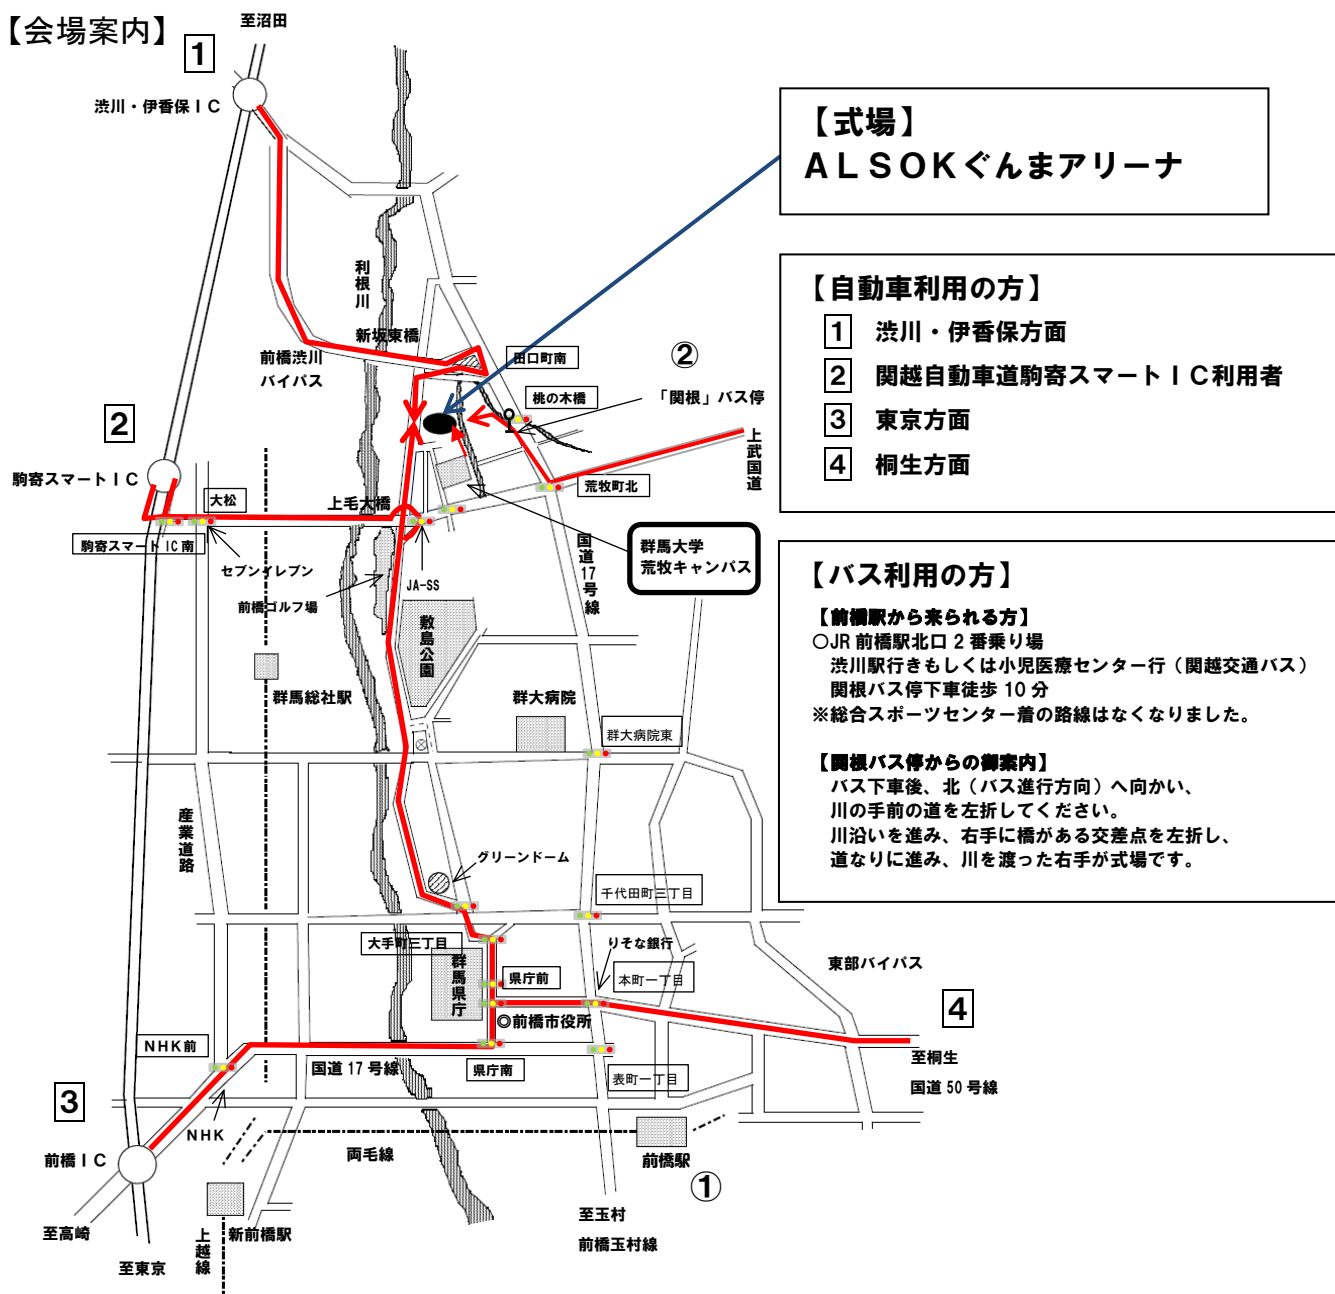 【会場案内】
至沼田
1
渋川・伊香保IC
【式場】
ALSOKぐんまアリーナ
利根川
新坂東橋
前橋渋川
バイパス
田口町南
②
桃の木橋
「関根」バス停
上武国道
【自動車利用の方】
1 渋川・伊香保方面
2 関越自動車道駒寄スマートIC利用者
3 東京方面
4 桐生方面
2
駒寄スマートIC
大松
上毛大橋
荒牧町北
駒寄スマートIC南
セブンイレブン
前橋ゴルフ場
JA-SS
国道17号線
群馬大学
荒牧キャンパス
敷島公園
群馬総社駅
群大病院
群大病院東
【バス利用の方】
【前橋駅から来られる方】
○JR前橋駅北口2番乗り場
渋川駅行きもしくは小児医療センター行（関越交通バス）
関根バス停下車徒歩10分
※総合スポーツセンター着の路線はなくなりました。
【関根バス停からの御案内】
バス下車後、北（バス進行方向）へ向かい、
川の手前の道を左折してください。
川沿いを進み、右手に橋がある交差点を左折し、
道なりに進み、川を渡った右手が式場です。
産業道路
グリーンドーム
千代田町三丁目
大手町三丁目
りそな銀行
東部バイパス
群馬県庁
県庁前
本町一丁目
4
◎前橋市役所
NHK前
国道17号線
県庁南
表町一丁目
至桐生
国道50号線
3
NHK
前橋IC
両毛線
前橋駅
①
至高崎
上越線
新前橋駅
至東京
至玉村
前橋玉村線